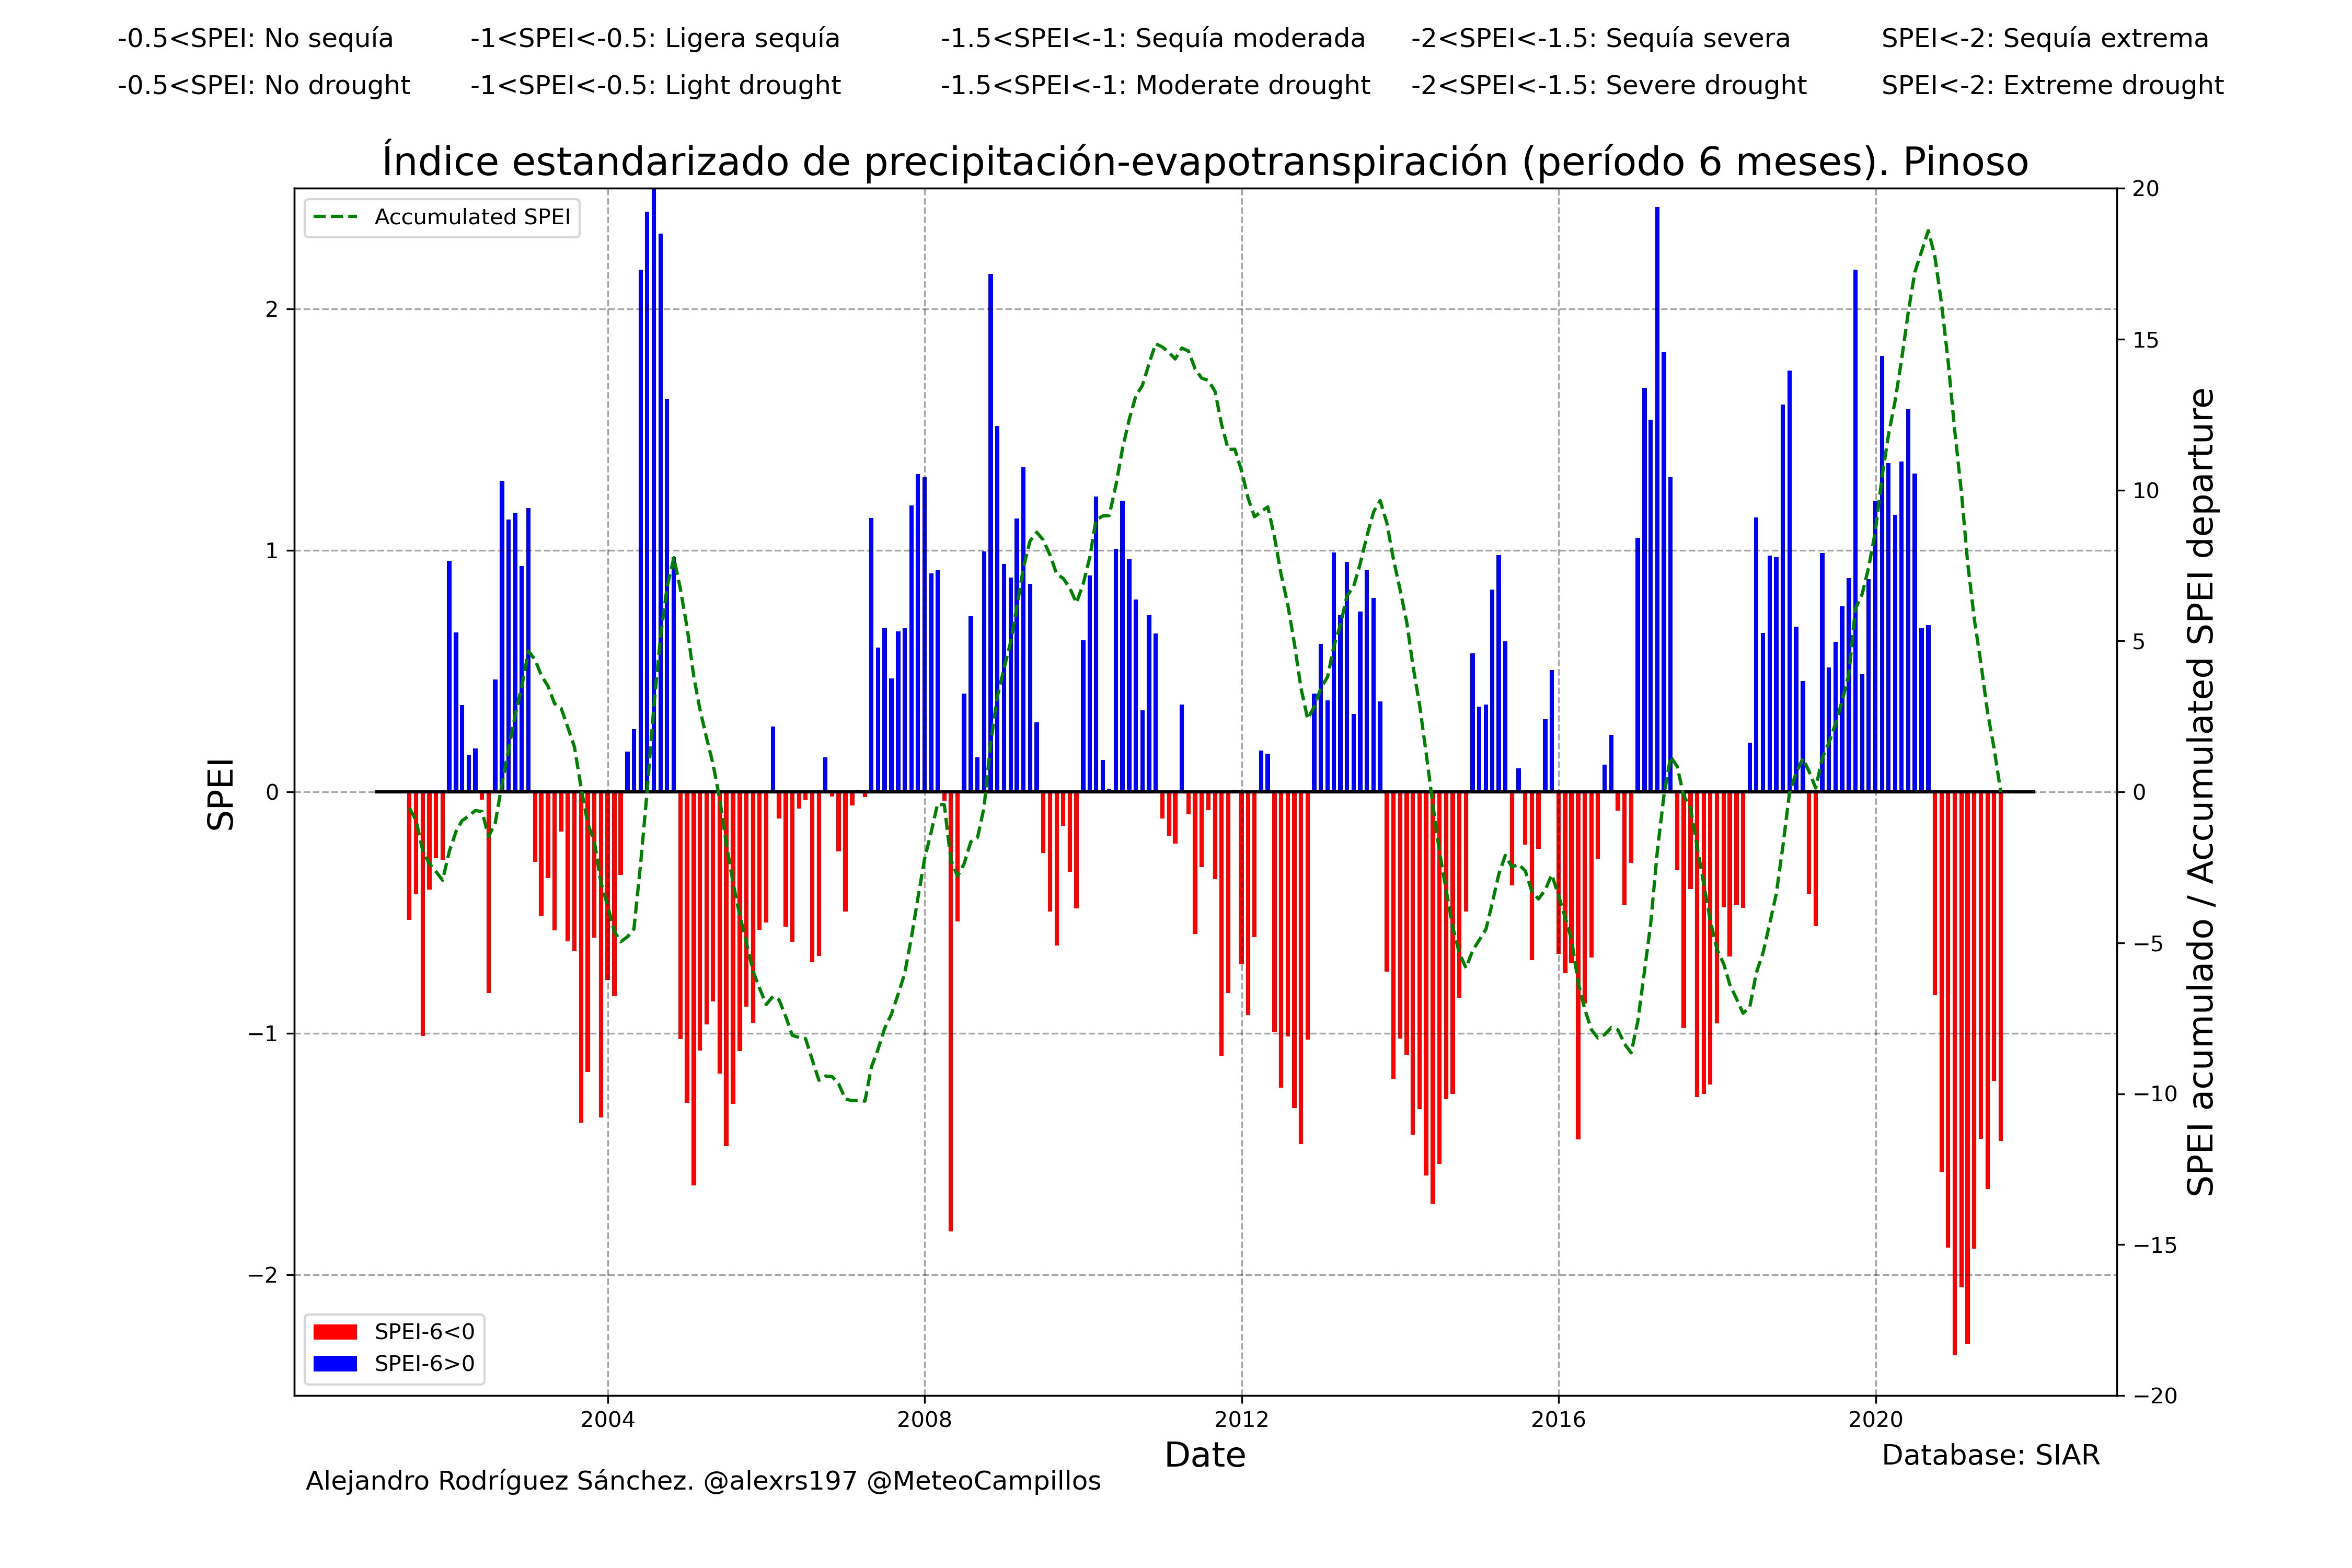 -0.5<SPEI: No sequía -1<SPEI<-0.5: Ligera sequía -1.5<SPEI<-1: Sequía moderada -2<SPEI<-1.5: Sequía severa SPEI<-2: Sequía extrema
-0.5<SPEI: No drought -1<SPEI<-0.5: Light drought -1.5<SPEI<-1: Moderate drought -2<SPEI<-1.5: Severe drought SPEI<-2: Extreme drought
Índice estandarizado de precipitación-evapotranspiración (período 6 meses). Pinoso
Accumulated SPEI
SPEI
2
1
0
−1
−2
20
15
10
5
0
−5
−10
−15
−20
SPEI acumulado / Accumulated SPEI departure
SPEI-6<0
SPEI-6>0
2004 2008 2012 2016 2020
Date
Database: SIAR
Alejandro Rodríguez Sánchez. @alexrs197 @MeteoCampillos